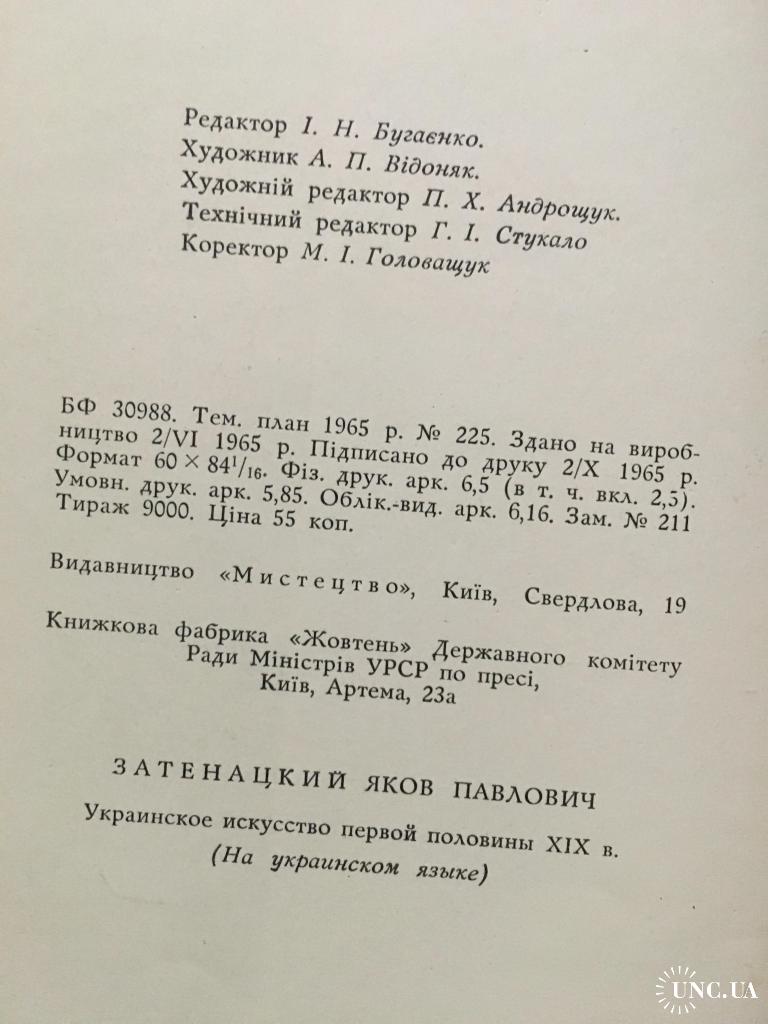 Редактор І. Н. Бугаєнко.
Художник А. П. Відоняк.
Художній редактор П. Х. Андрощук.
Технічний редактор Г. І. Стукало
Коректор М. І. Головащук
БФ 30988. Тем. план 1965 р. № 225. Здано на вироб-
ництво 2/VI 1965 р. Підписано до друку 2/X 1965 р.
Формат 60 × 84¹/₁₆. Фіз. друк. арк. 6,5 (в т. ч. вкл. 2,5).
Умовн. друк. арк. 5,85. Облік.-вид. арк. 6,16. Зам. № 211
Тираж 9000. Ціна 55 коп.
Видавництво «Мистецтво», Київ, Свердлова, 19
Книжкова фабрика «Жовтень» Державного комітету
Ради Міністрів УРСР по пресі,
Київ, Артема, 23а
ЗАТЕНАЦКИЙ ЯКОВ ПАВЛОВИЧ
Украинское искусство первой половины XIX в.
(На украинском языке)
UNC.UA